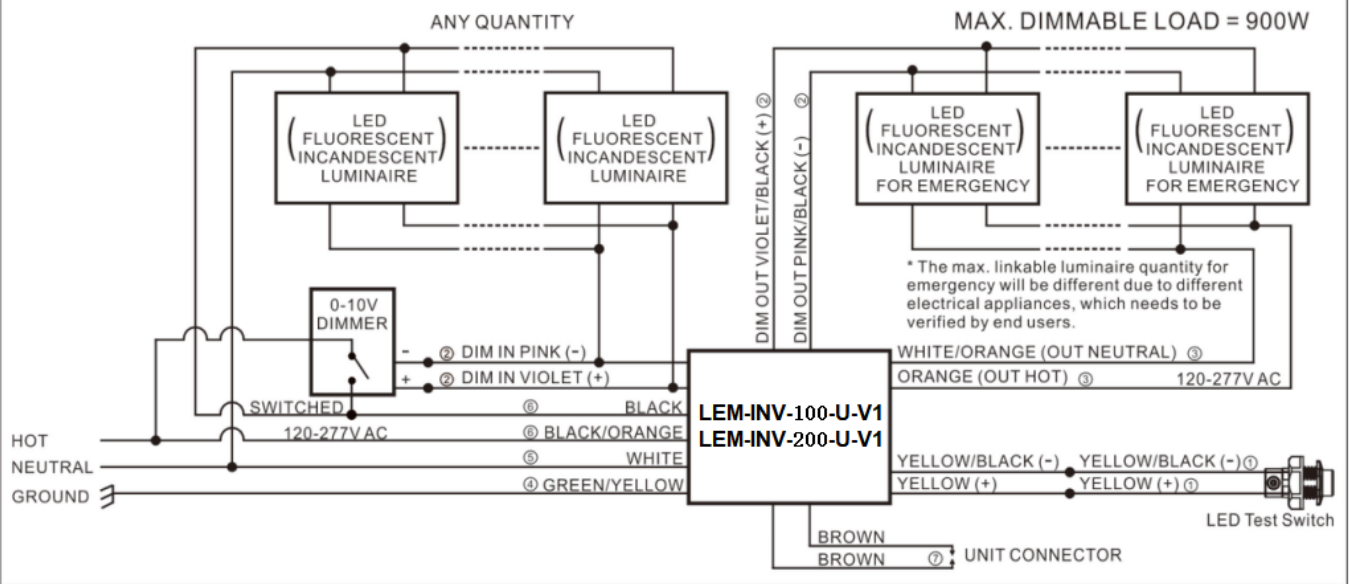 ANY QUANTITY
MAX. DIMMABLE LOAD = 900W
LED
FLUORESCENT
INCANDESCENT
LUMINAIRE
LED
FLUORESCENT
INCANDESCENT
LUMINAIRE
LED
FLUORESCENT
INCANDESCENT
LUMINAIRE
FOR EMERGENCY
LED
FLUORESCENT
INCANDESCENT
LUMINAIRE
FOR EMERGENCY
DIM OUT VIOLET/BLACK (+) ②
DIM OUT PINK/BLACK (-) ②
* The max. linkable luminaire quantity for
emergency will be different due to different
electrical appliances, which needs to be
verified by end users.
0-10V
DIMMER
- ② DIM IN PINK (-)
+ ② DIM IN VIOLET (+)
SWITCHED ⑥ BLACK
120-277V AC ⑥ BLACK/ORANGE
HOT
NEUTRAL ⑤ WHITE
GROUND ④ GREEN/YELLOW
LEM-INV-100-U-V1
LEM-INV-200-U-V1
WHITE/ORANGE (OUT NEUTRAL) ③
ORANGE (OUT HOT) ③ 120-277V AC
YELLOW/BLACK (-) YELLOW/BLACK (-) ①
YELLOW (+) YELLOW (+) ①
LED Test Switch
BROWN
BROWN ⑦ UNIT CONNECTOR